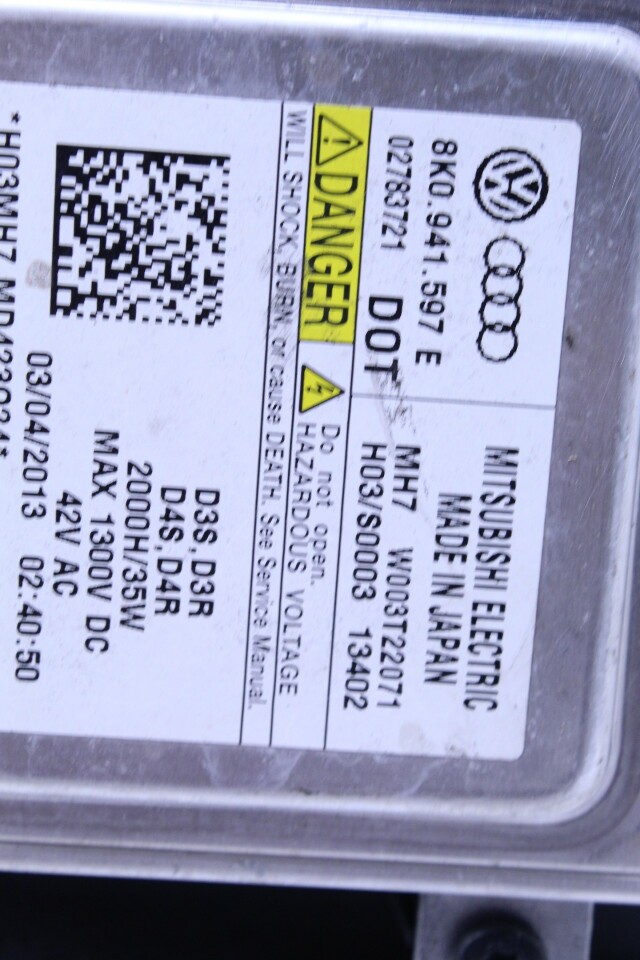 MITSUBISHI ELECTRIC
MADE IN JAPAN
8K0.941.597 E
02783721 DOT
MH7 W003T22071
H03/S0003 13402
DANGER
Do not open.
HAZARDOUS VOLTAGE
WILL SHOCK, BURN, or cause DEATH. See Service Manual.
D3S,D3R
D4S,D4R
2000H/35W
MAX 1300V DC
42V AC
03/04/2013 02:40:50
*H03MH7